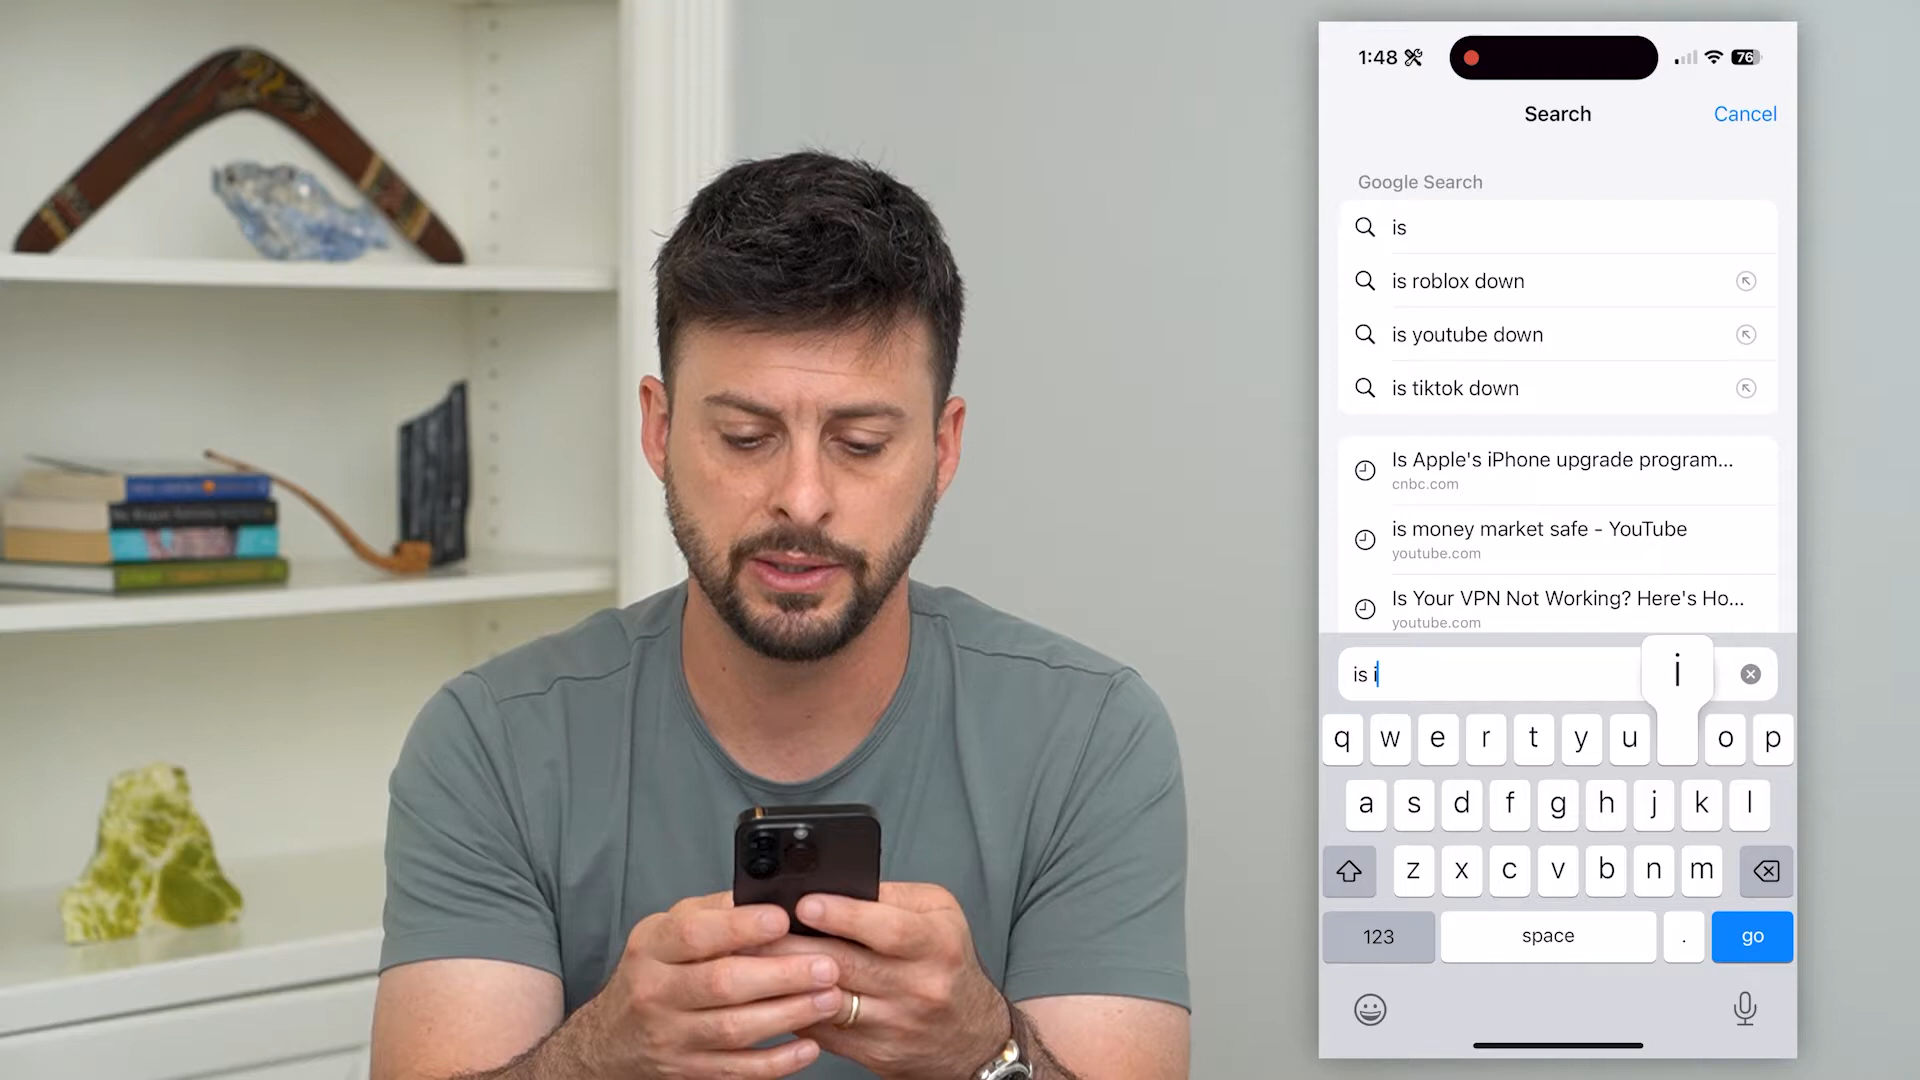 1:48
76
Search
Cancel
Google Search
is
is roblox down
is youtube down
is tiktok down
Is Apple's iPhone upgrade program...
cnbc.com
is money market safe - YouTube
youtube.com
Is Your VPN Not Working? Here's Ho...
youtube.com
is i
i
q w e r t y u o p
a s d f g h j k l
z x c v b n m
123
space
.
go